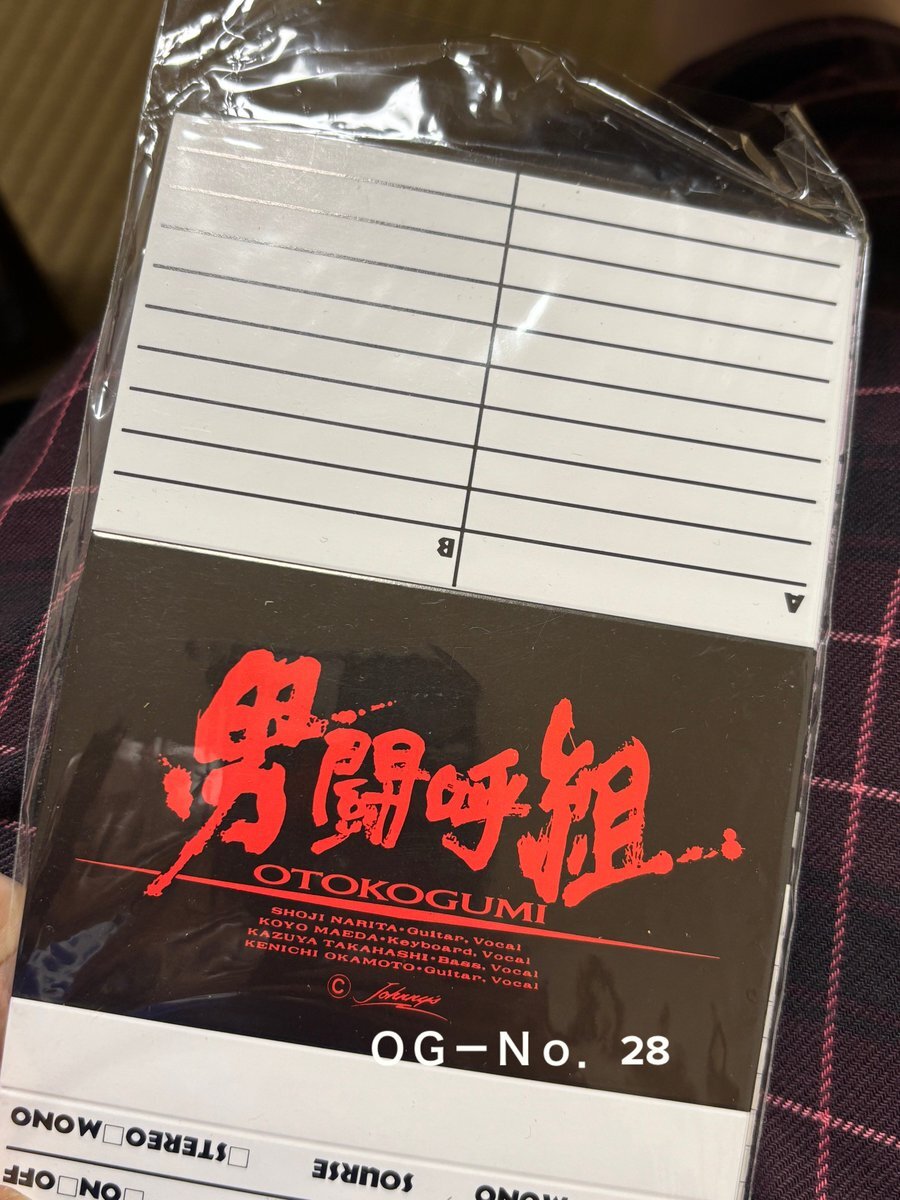 B
A
男闘呼組
OTOKOGUMI
SHOJI NARITA・Guitar, Vocal
KOYO MAEDA・Keyboard, Vocal
KAZUYA TAKAHASHI・Bass, Vocal
KENICHI OKAMOTO・Guitar, Vocal
© Johnny's
OG－No. 28
MONO SOURSE □STEREO□MONO
□ON□OFF